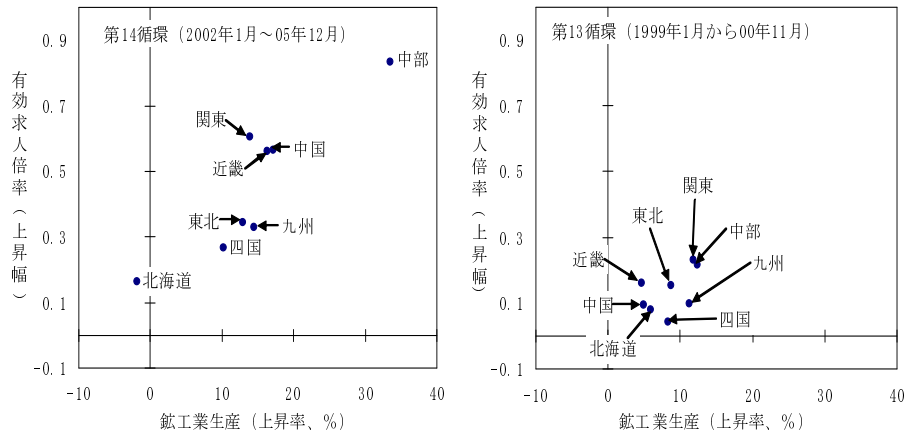 第14循環（2002年1月～05年12月）
有効求人倍率（上昇幅）
0.9
0.7
0.5
0.3
0.1
-0.1
中部
関東
中国
近畿
東北
九州
四国
北海道
-10
0
10
20
30
40
鉱工業生産（上昇率、%）
第13循環（1999年1月から00年11月）
有効求人倍率（上昇幅）
0.9
0.7
0.5
0.3
0.1
-0.1
関東
東北
中部
近畿
九州
中国
四国
北海道
-10
0
10
20
30
40
鉱工業生産（上昇率、%）